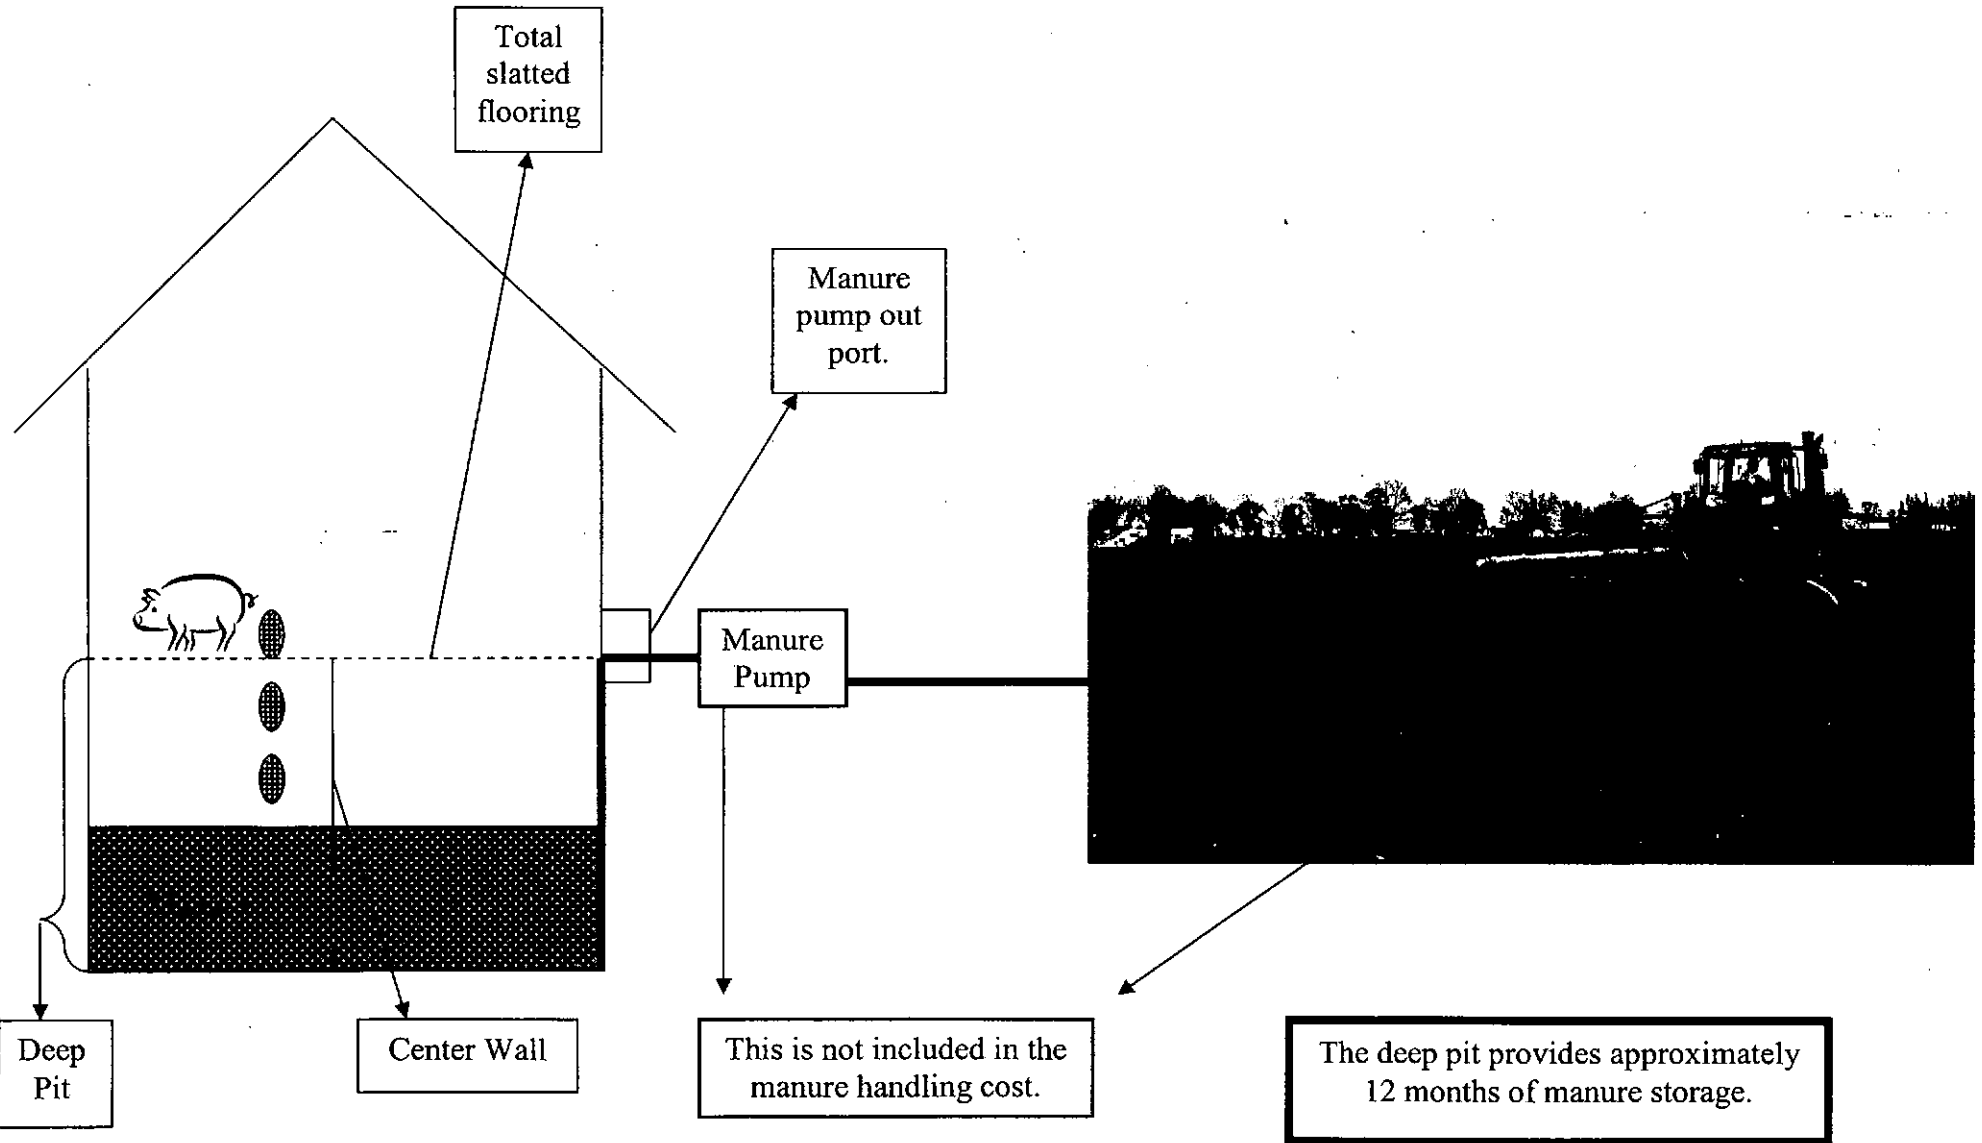 Total
slatted
flooring
Manure
pump out
port.
Manure
Pump
Deep
Pit
Center Wall
This is not included in the
manure handling cost.
The deep pit provides approximately
12 months of manure storage.